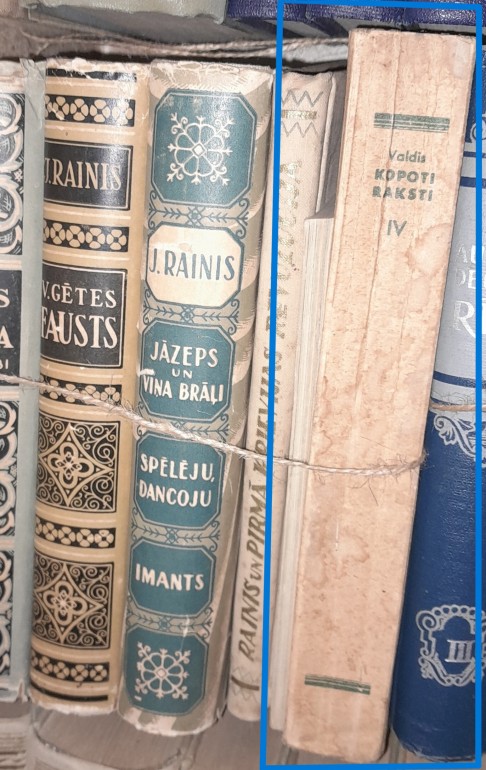 J.RAINIS
V.GĒTES
FAUSTS
J. RAINIS
JĀZEPS
UN
VIŅA BRĀĻI
SPĒLĒJU,
DANCOJU
IMANTS
RAINIS UN PIRMĀ KRIEVIJAS
Valdis
KOPOTI
RAKSTI
IV
III